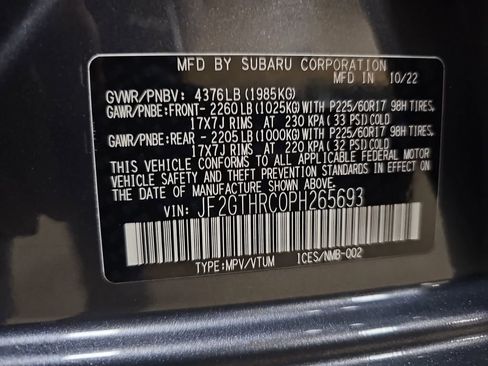 MFD BY SUBARU CORPORATION
MFD IN 10/22
GVWR/PNBV: 4376LB (1985KG)
GAWR/PNBE:FRONT- 2260LB (1025KG)WITH P225/60R17 98H TIRES,
17X7J RIMS AT 230 KPA ( 33 PSI)COLD
GAWR/PNBE:REAR - 2205LB (1000KG)WITH P225/60R17 98H TIRES,
17X7J RIMS AT 220 KPA ( 32 PSI)COLD
THIS VEHICLE CONFORMS TO ALL APPLICABLE FEDERAL MOTOR
VEHICLE SAFETY AND THEFT PREVENTION STANDARDS IN EFFECT ON
THE DATE OF MANUFACTURE SHOWN ABOVE.
VIN: JF2GTHRC0PH265693
TYPE:MPV/VTUM ICES/NMB-002